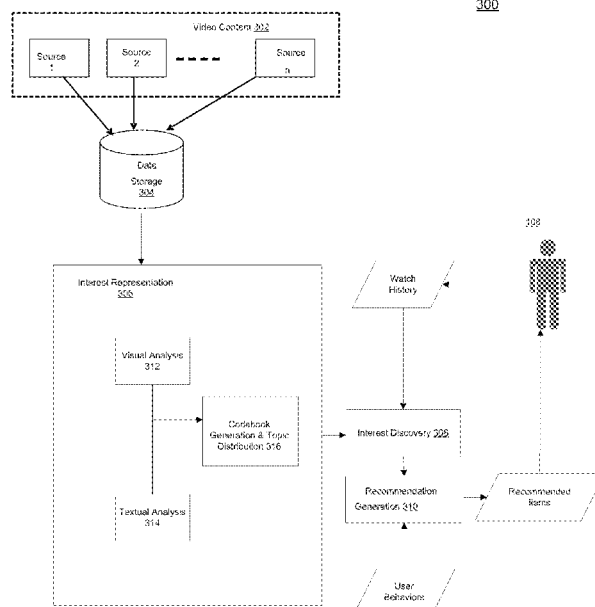 300
Video Content 302
Source
1
Source
2
Source
n
Data
Storage
304
Interest Representation
306
Visual Analysis
312
Codebook
Generation & Topic
Distribution 316
Textual Analysis
314
Watch
History
Interest Discovery
Recommendation
Generation 310
Recommended
Items
User
Behaviors